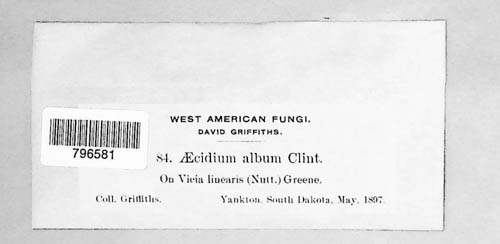 WEST AMERICAN FUNGI.
DAVID GRIFFITHS.
796581
84. Æcidium album Clint.
On Vicia linearis (Nutt.) Greene.
Coll. Griffiths. Yankton, South Dakota, May, 1897.